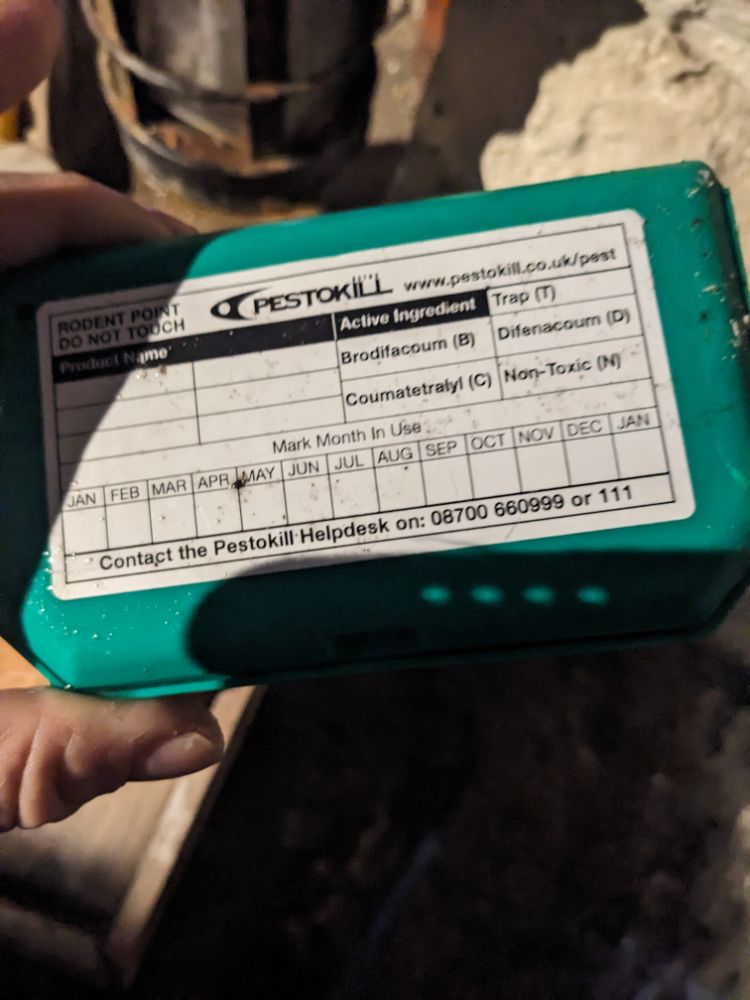 RODENT POINT
DO NOT TOUCH
PESTOKILL
www.pestokill.co.uk/pest
Product Name
Active Ingredient
Trap (T)
Brodifacoum (B)
Difenacoum (D)
Coumatetralyl (C)
Non-Toxic (N)
Mark Month In Use
JAN FEB MAR APR MAY JUN JUL AUG SEP OCT NOV DEC JAN
Contact the Pestokill Helpdesk on: 08700 660999 or 111